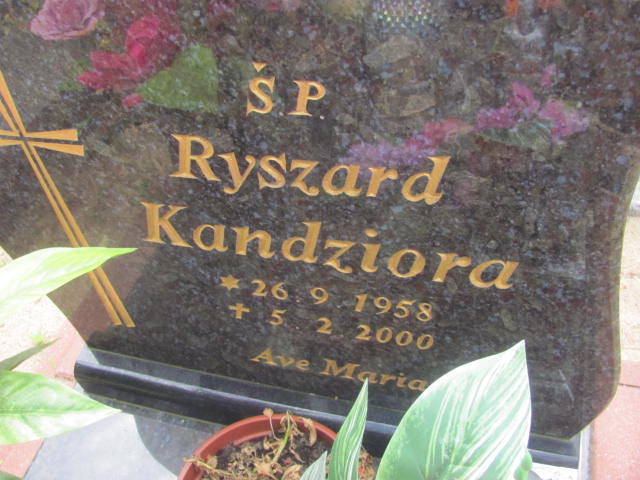 ŚP
Ryszard
Kandziora
✶ 26.9.1958
✝ 5.2.2000
Ave Maria